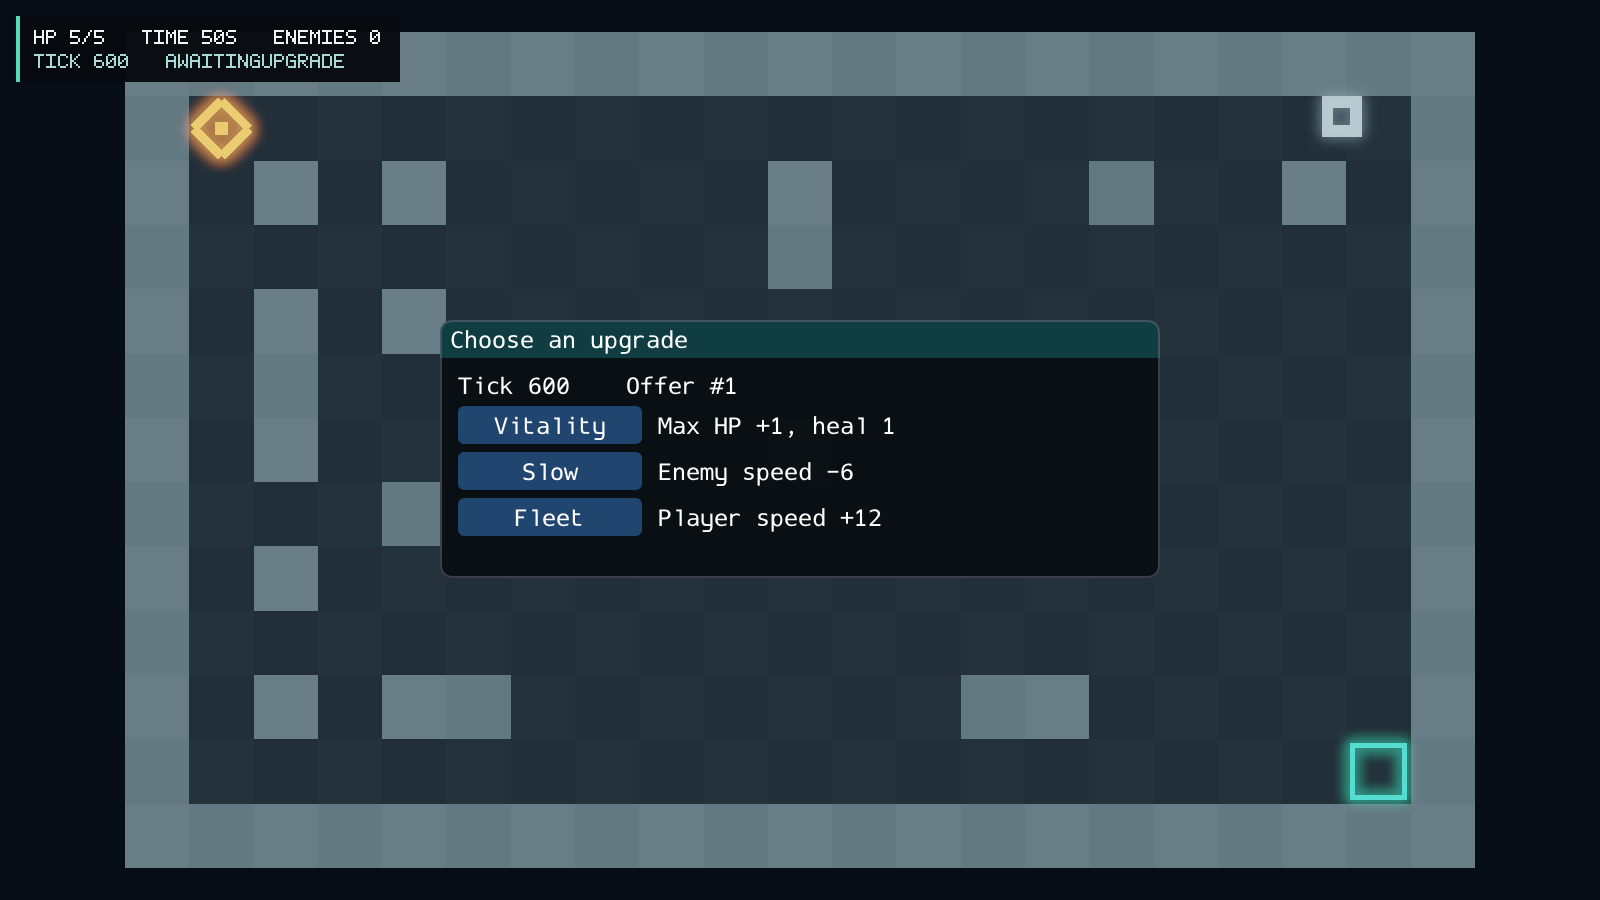 HP 5/5 TIME 50S ENEMIES 0
TICK 600 AWAITINGUPGRADE
Choose an upgrade
Tick 600 Offer #1
Vitality Max HP +1, heal 1
Slow Enemy speed -6
Fleet Player speed +12